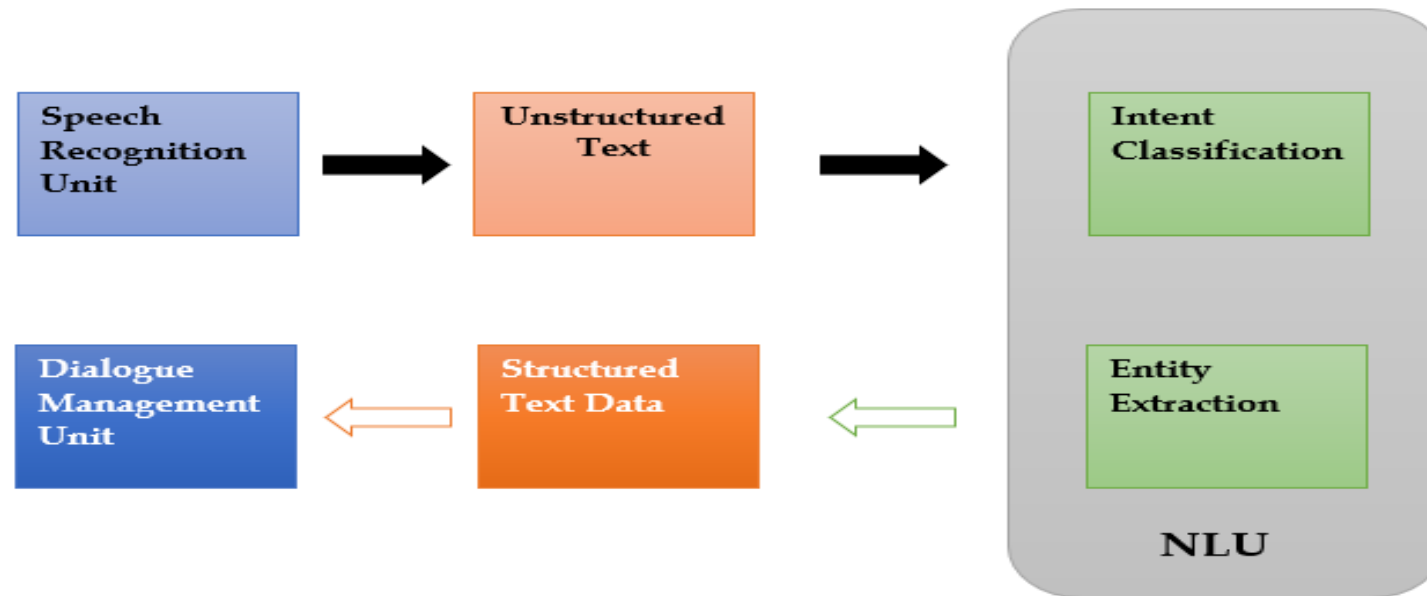 Speech
Recognition
Unit
Unstructured
Text
Intent
Classification
Dialogue
Management
Unit
Structured
Text Data
Entity
Extraction
NLU